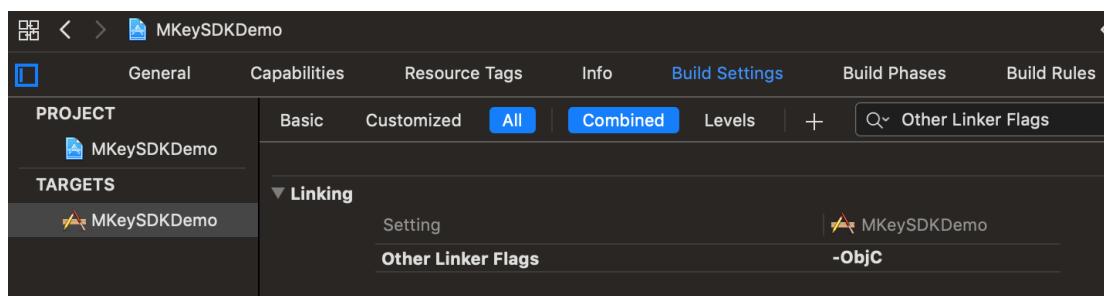 MKeySDKDemo
General Capabilities Resource Tags Info Build Settings Build Phases Build Rules
PROJECT
MKeySDKDemo
TARGETS
MKeySDKDemo
Basic Customized All Combined Levels + Other Linker Flags
Linking
Setting MKeySDKDemo
Other Linker Flags -ObjC